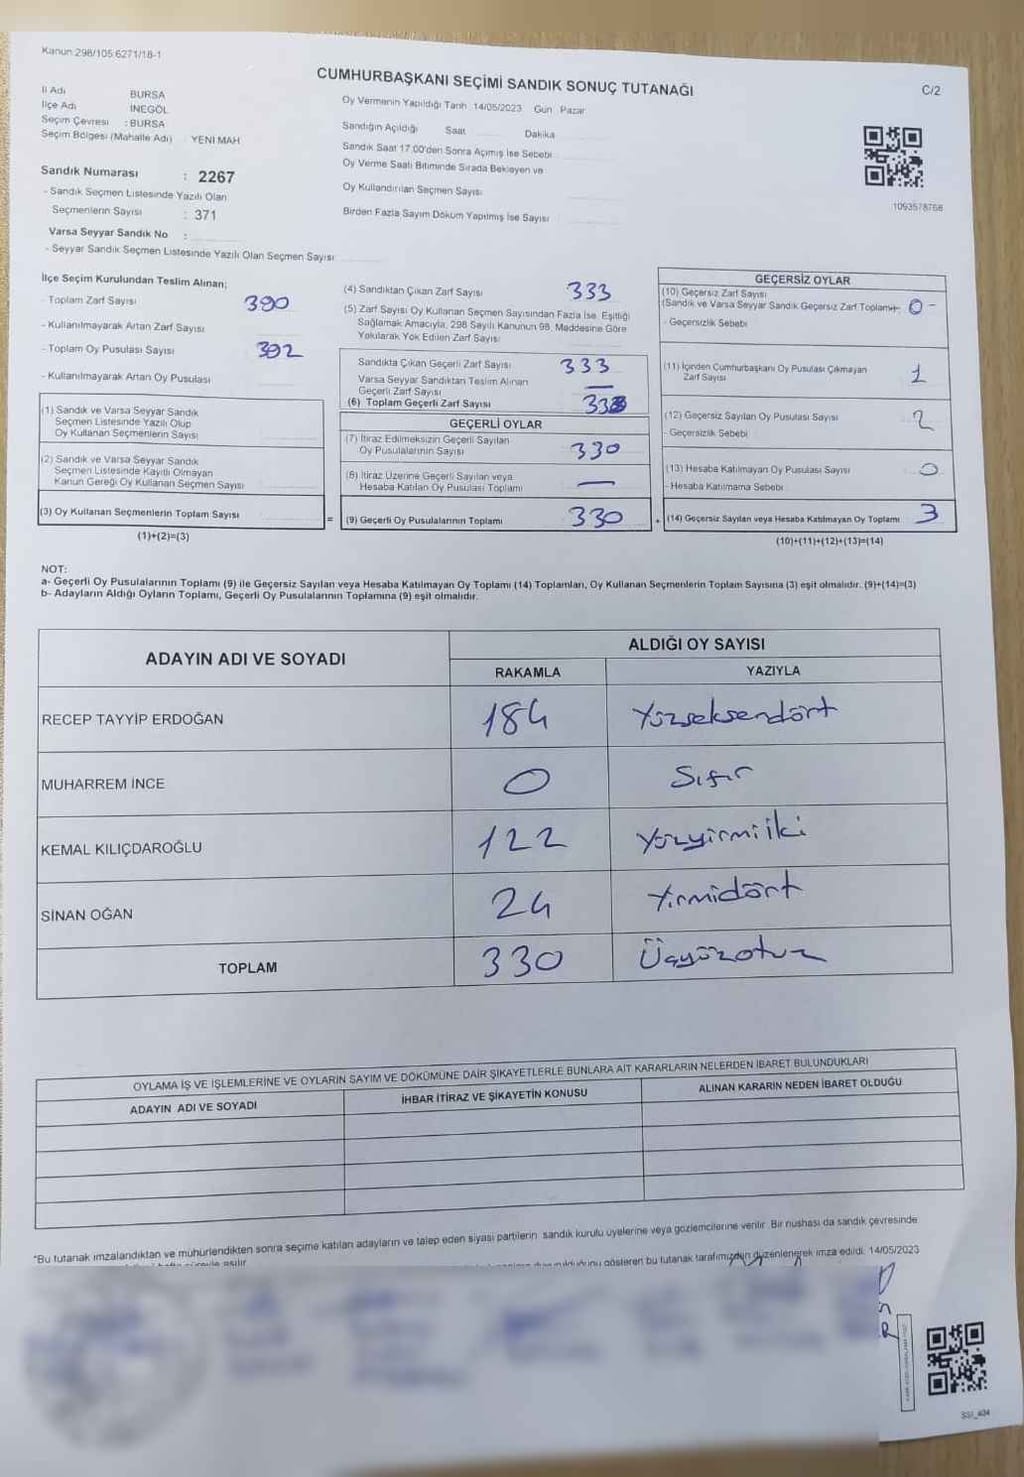 Kanun 298/105 6271/18-1
CUMHURBAŞKANI SEÇİMİ SANDIK SONUÇ TUTANAĞI
C/2
İl Adı BURSA
İlçe Adı İNEGÖL
Seçim Çevresi : BURSA
Seçim Bölgesi (Mahalle Adı) YENİ MAH
Sandık Numarası : 2267
- Sandık Seçmen Listesinde Yazılı Olan
Seçmenlerin Sayısı : 371
Varsa Seyyar Sandık No :
- Seyyar Sandık Seçmen Listesinde Yazılı Olan Seçmen Sayısı
Oy Vermenin Yapıldığı Tarih 14/05/2023 Gün Pazar
Sandığın Açıldığı Saat Dakika
Sandık Saat 17.00'den Sonra Açımış İse Sebebi
Oy Verme Saati Bitiminde Sırada Bekleyen ve
Oy Kullandırılan Seçmen Sayısı
Birden Fazla Sayım Döküm Yapılmış İse Sayısı
1093578768
İlçe Seçim Kurulundan Teslim Alınan;
- Toplam Zarf Sayısı 390
- Kullanılmayarak Artan Zarf Sayısı
- Toplam Oy Pusulası Sayısı 392
- Kullanılmayarak Artan Oy Pusulası
(1) Sandık ve Varsa Seyyar Sandık
Seçmen Listesinde Yazılı Olup
Oy Kullanan Seçmenlerin Sayısı
(2) Sandık ve Varsa Seyyar Sandık
Seçmen Listesinde Kayıtlı Olmayan
Kanun Gereği Oy Kullanan Seçmen Sayısı
(3) Oy Kullanan Seçmenlerin Toplam Sayısı
(1)+(2)=(3)
=
(4) Sandıktan Çıkan Zarf Sayısı 333
(5) Zarf Sayısı Oy Kullanan Seçmen Sayısından Fazla İse, Eşitliği
Sağlamak Amacıyla, 298 Sayılı Kanunun 98. Maddesine Göre
Yakılarak Yok Edilen Zarf Sayısı
Sandıkta Çıkan Geçerli Zarf Sayısı 333
Varsa Seyyar Sandıktan Teslim Alınan
Geçerli Zarf Sayısı —
(6) Toplam Geçerli Zarf Sayısı 333
GEÇERLİ OYLAR
(7) İtiraz Edilmeksizin Geçerli Sayılan
Oy Pusulalarının Sayısı 330
(8) İtiraz Üzerine Geçerli Sayılan veya
Hesaba Katılan Oy Pusulası Toplamı —
(9) Geçerli Oy Pusulalarının Toplamı 330
+
GEÇERSİZ OYLAR
(10) Geçersiz Zarf Sayısı
(Sandık ve Varsa Seyyar Sandık Geçersiz Zarf Toplamı) -0-
- Geçersizlik Sebebi
(11) İçinden Cumhurbaşkanı Oy Pusulası Çıkmayan
Zarf Sayısı 1
(12) Geçersiz Sayılan Oy Pusulası Sayısı 2
- Geçersizlik Sebebi
(13) Hesaba Katılmayan Oy Pusulası Sayısı 0
- Hesaba Katılmama Sebebi
(14) Geçersiz Sayılan veya Hesaba Katılmayan Oy Toplamı 3
(10)+(11)+(12)+(13)=(14)
NOT:
a- Geçerli Oy Pusulalarının Toplamı (9) ile Geçersiz Sayılan veya Hesaba Katılmayan Oy Toplamı (14) Toplamları, Oy Kullanan Seçmenlerin Toplam Sayısına (3) eşit olmalıdır. (9)+(14)=(3)
b- Adayların Aldığı Oyların Toplamı, Geçerli Oy Pusulalarının Toplamına (9) eşit olmalıdır.
ADAYIN ADI VE SOYADI ALDIĞI OY SAYISI
RAKAMLA YAZIYLA
RECEP TAYYİP ERDOĞAN 184 Yüzseksendört
MUHARREM İNCE 0 Sıfır
KEMAL KILIÇDAROĞLU 122 Yüzyirmiiki
SİNAN OĞAN 24 Yirmidört
TOPLAM 330 Üçyüzotuz
OYLAMA İŞ VE İŞLEMLERİNE VE OYLARIN SAYIM VE DÖKÜMÜNE DAİR ŞİKAYETLERLE BUNLARA AİT KARARLARIN NELERDEN İBARET BULUNDUKLARI
ADAYIN ADI VE SOYADI İHBAR İTİRAZ VE ŞİKAYETİN KONUSU ALINAN KARARIN NEDEN İBARET OLDUĞU
*Bu tutanak imzalandıktan ve mühürlendikten sonra seçime katılan adayların ve talep eden siyasi partilerin sandık kurulu üyelerine veya gözlemcilerine verilir. Bir nüshası da sandık çevresinde
gösteren bu tutanak tarafımızdan düzenlenerek imza edildi. 14/05/2023